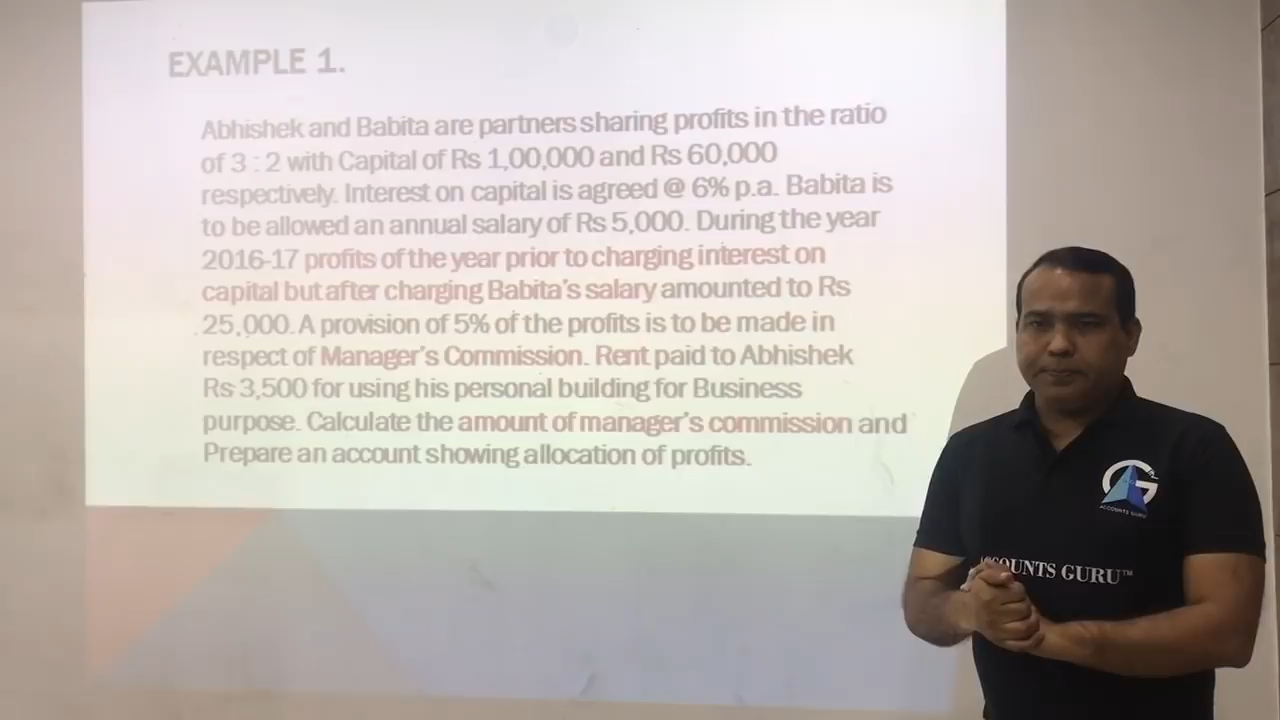 EXAMPLE 1.
Abhishek and Babita are partners sharing profits in the ratio
of 3 : 2 with Capital of Rs 1,00,000 and Rs 60,000
respectively. Interest on capital is agreed @ 6% p.a. Babita is
to be allowed an annual salary of Rs 5,000. During the year
2016-17 profits of the year prior to charging interest on
capital but after charging Babita's salary amounted to Rs
25,000. A provision of 5% of the profits is to be made in
respect of Manager's Commission. Rent paid to Abhishek
Rs 3,500 for using his personal building for Business
purpose. Calculate the amount of manager's commission and
Prepare an account showing allocation of profits.
ACCOUNTS GURU
ACCOUNTS GURU™